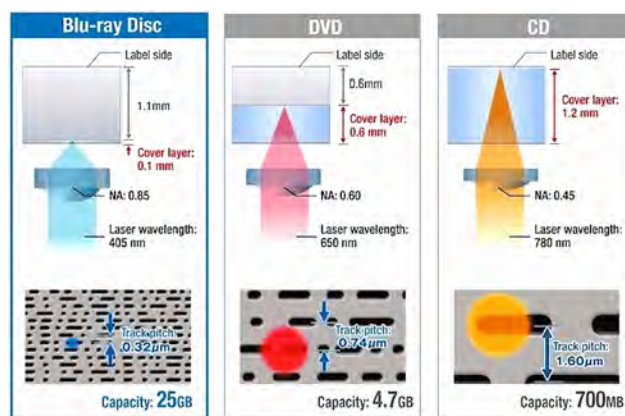 Blu-ray Disc
Label side
1.1mm
Cover layer:
0.1 mm
NA: 0.85
Laser wavelength:
405 nm
Track pitch:
0.32µm
Capacity: 25GB
DVD
Label side
0.6mm
Cover layer:
0.6 mm
NA: 0.60
Laser wavelength:
650 nm
Track pitch:
0.74µm
Capacity: 4.7GB
CD
Label side
Cover layer:
1.2 mm
NA: 0.45
Laser wavelength:
780 nm
Track pitch:
1.60µm
Capacity: 700MB